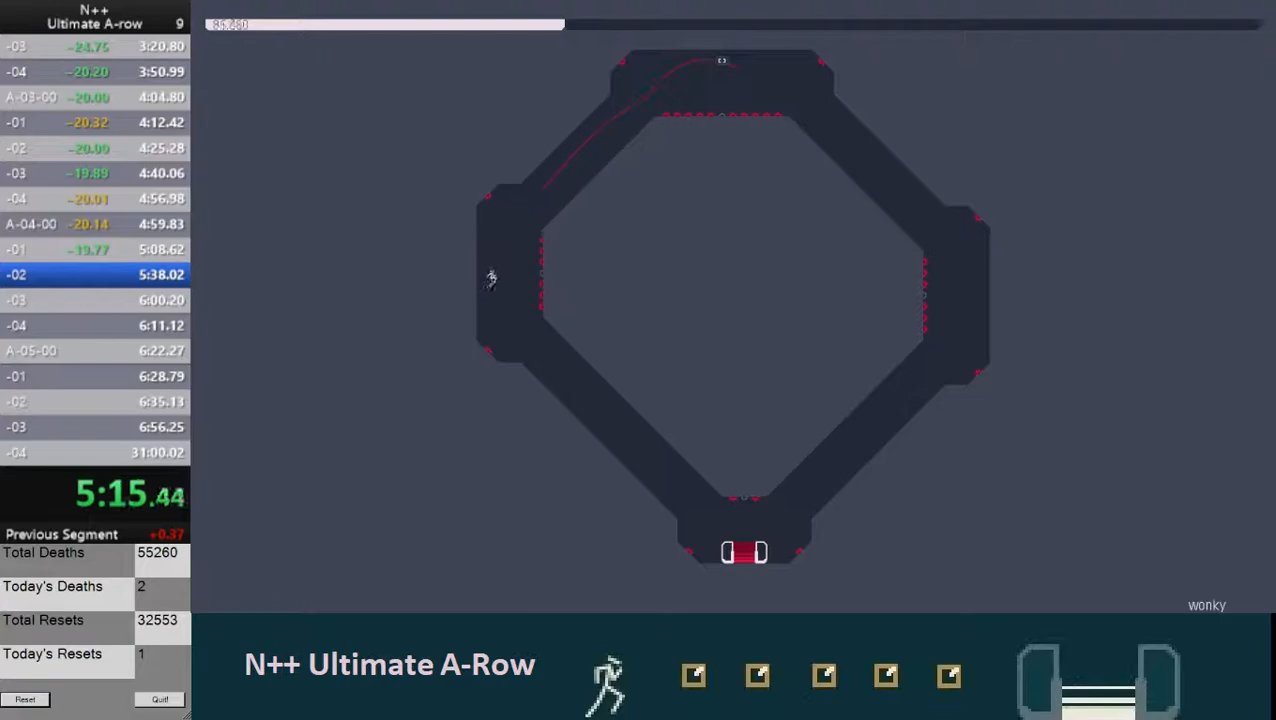 N++
Ultimate A-row 9
-03 -24.75 3:20.80
-04 -20.20 3:50.99
A-03-00 -20.00 4:04.80
-01 -20.32 4:12.42
-02 -20.00 4:25.28
-03 -19.89 4:40.06
-04 -20.01 4:56.98
A-04-00 -20.14 4:59.83
-01 -19.77 5:08.62
-02 5:38.02
-03 6:00.20
-04 6:11.12
A-05-00 6:22.27
-01 6:28.79
-02 6:35.13
-03 6:56.25
-04 31:00.02
5:15.44
Previous Segment +0.37
Total Deaths 55260
Today's Deaths 2
Total Resets 32553
Today's Resets 1
Reset Quit!
wonky
N++ Ultimate A-Row